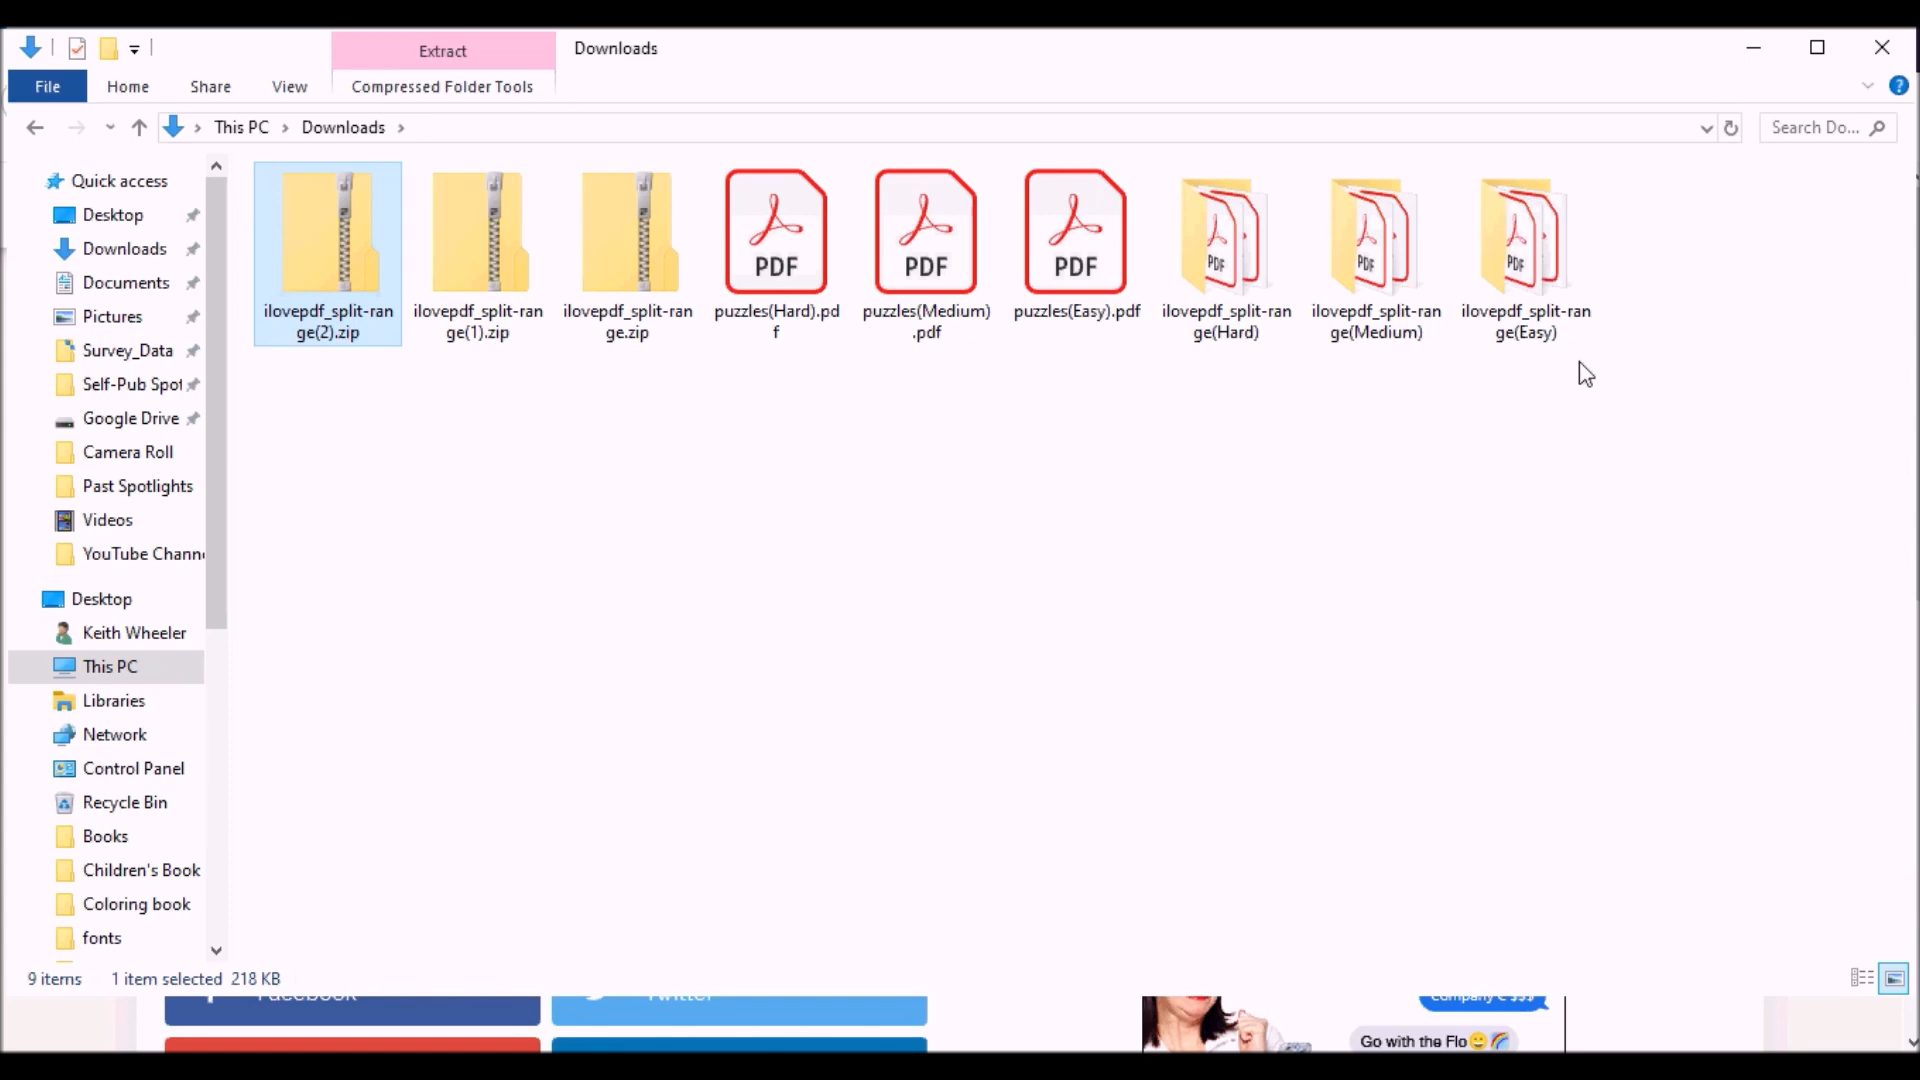 Extract
Downloads
File
Home
Share
View
Compressed Folder Tools
This PC
Downloads
Search Do...
Quick access
Desktop
Downloads
Documents
Pictures
Survey_Data
Self-Pub Spot
Google Drive
Camera Roll
Past Spotlights
Videos
YouTube Chann
Desktop
Keith Wheeler
This PC
Libraries
Network
Control Panel
Recycle Bin
Books
Children's Book
Coloring book
fonts
ilovepdf_split-ran
ge(2).zip
ilovepdf_split-ran
ge(1).zip
ilovepdf_split-ran
ge.zip
PDF
puzzles(Hard).pd
f
PDF
puzzles(Medium)
.pdf
PDF
puzzles(Easy).pdf
PDF
ilovepdf_split-ran
ge(Hard)
PDF
ilovepdf_split-ran
ge(Medium)
PDF
ilovepdf_split-ran
ge(Easy)
9 items
1 item selected 218 KB
Facebook
Twitter
Go with the Flo